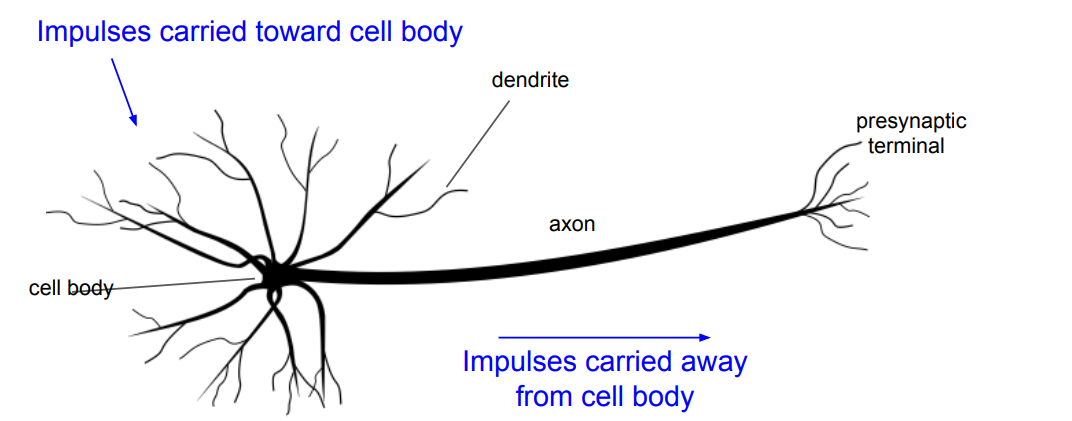 Impulses carried toward cell body
dendrite
presynaptic
terminal
axon
cell body
Impulses carried away
from cell body